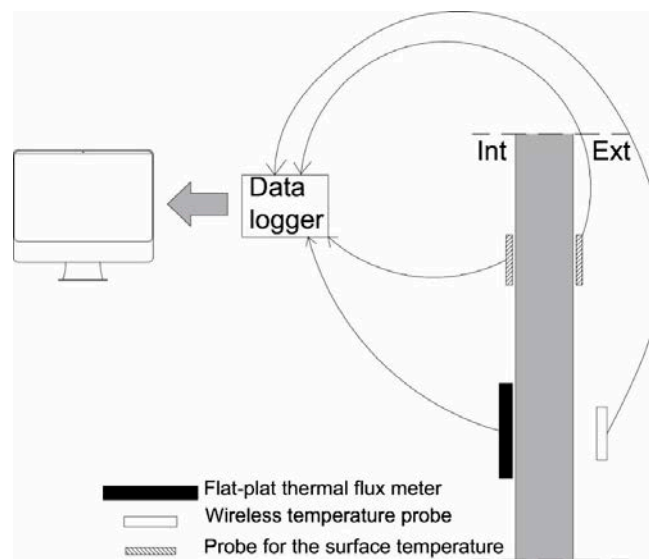 Int
Ext
Data
logger
Flat-plat thermal flux meter
Wireless temperature probe
Probe for the surface temperature